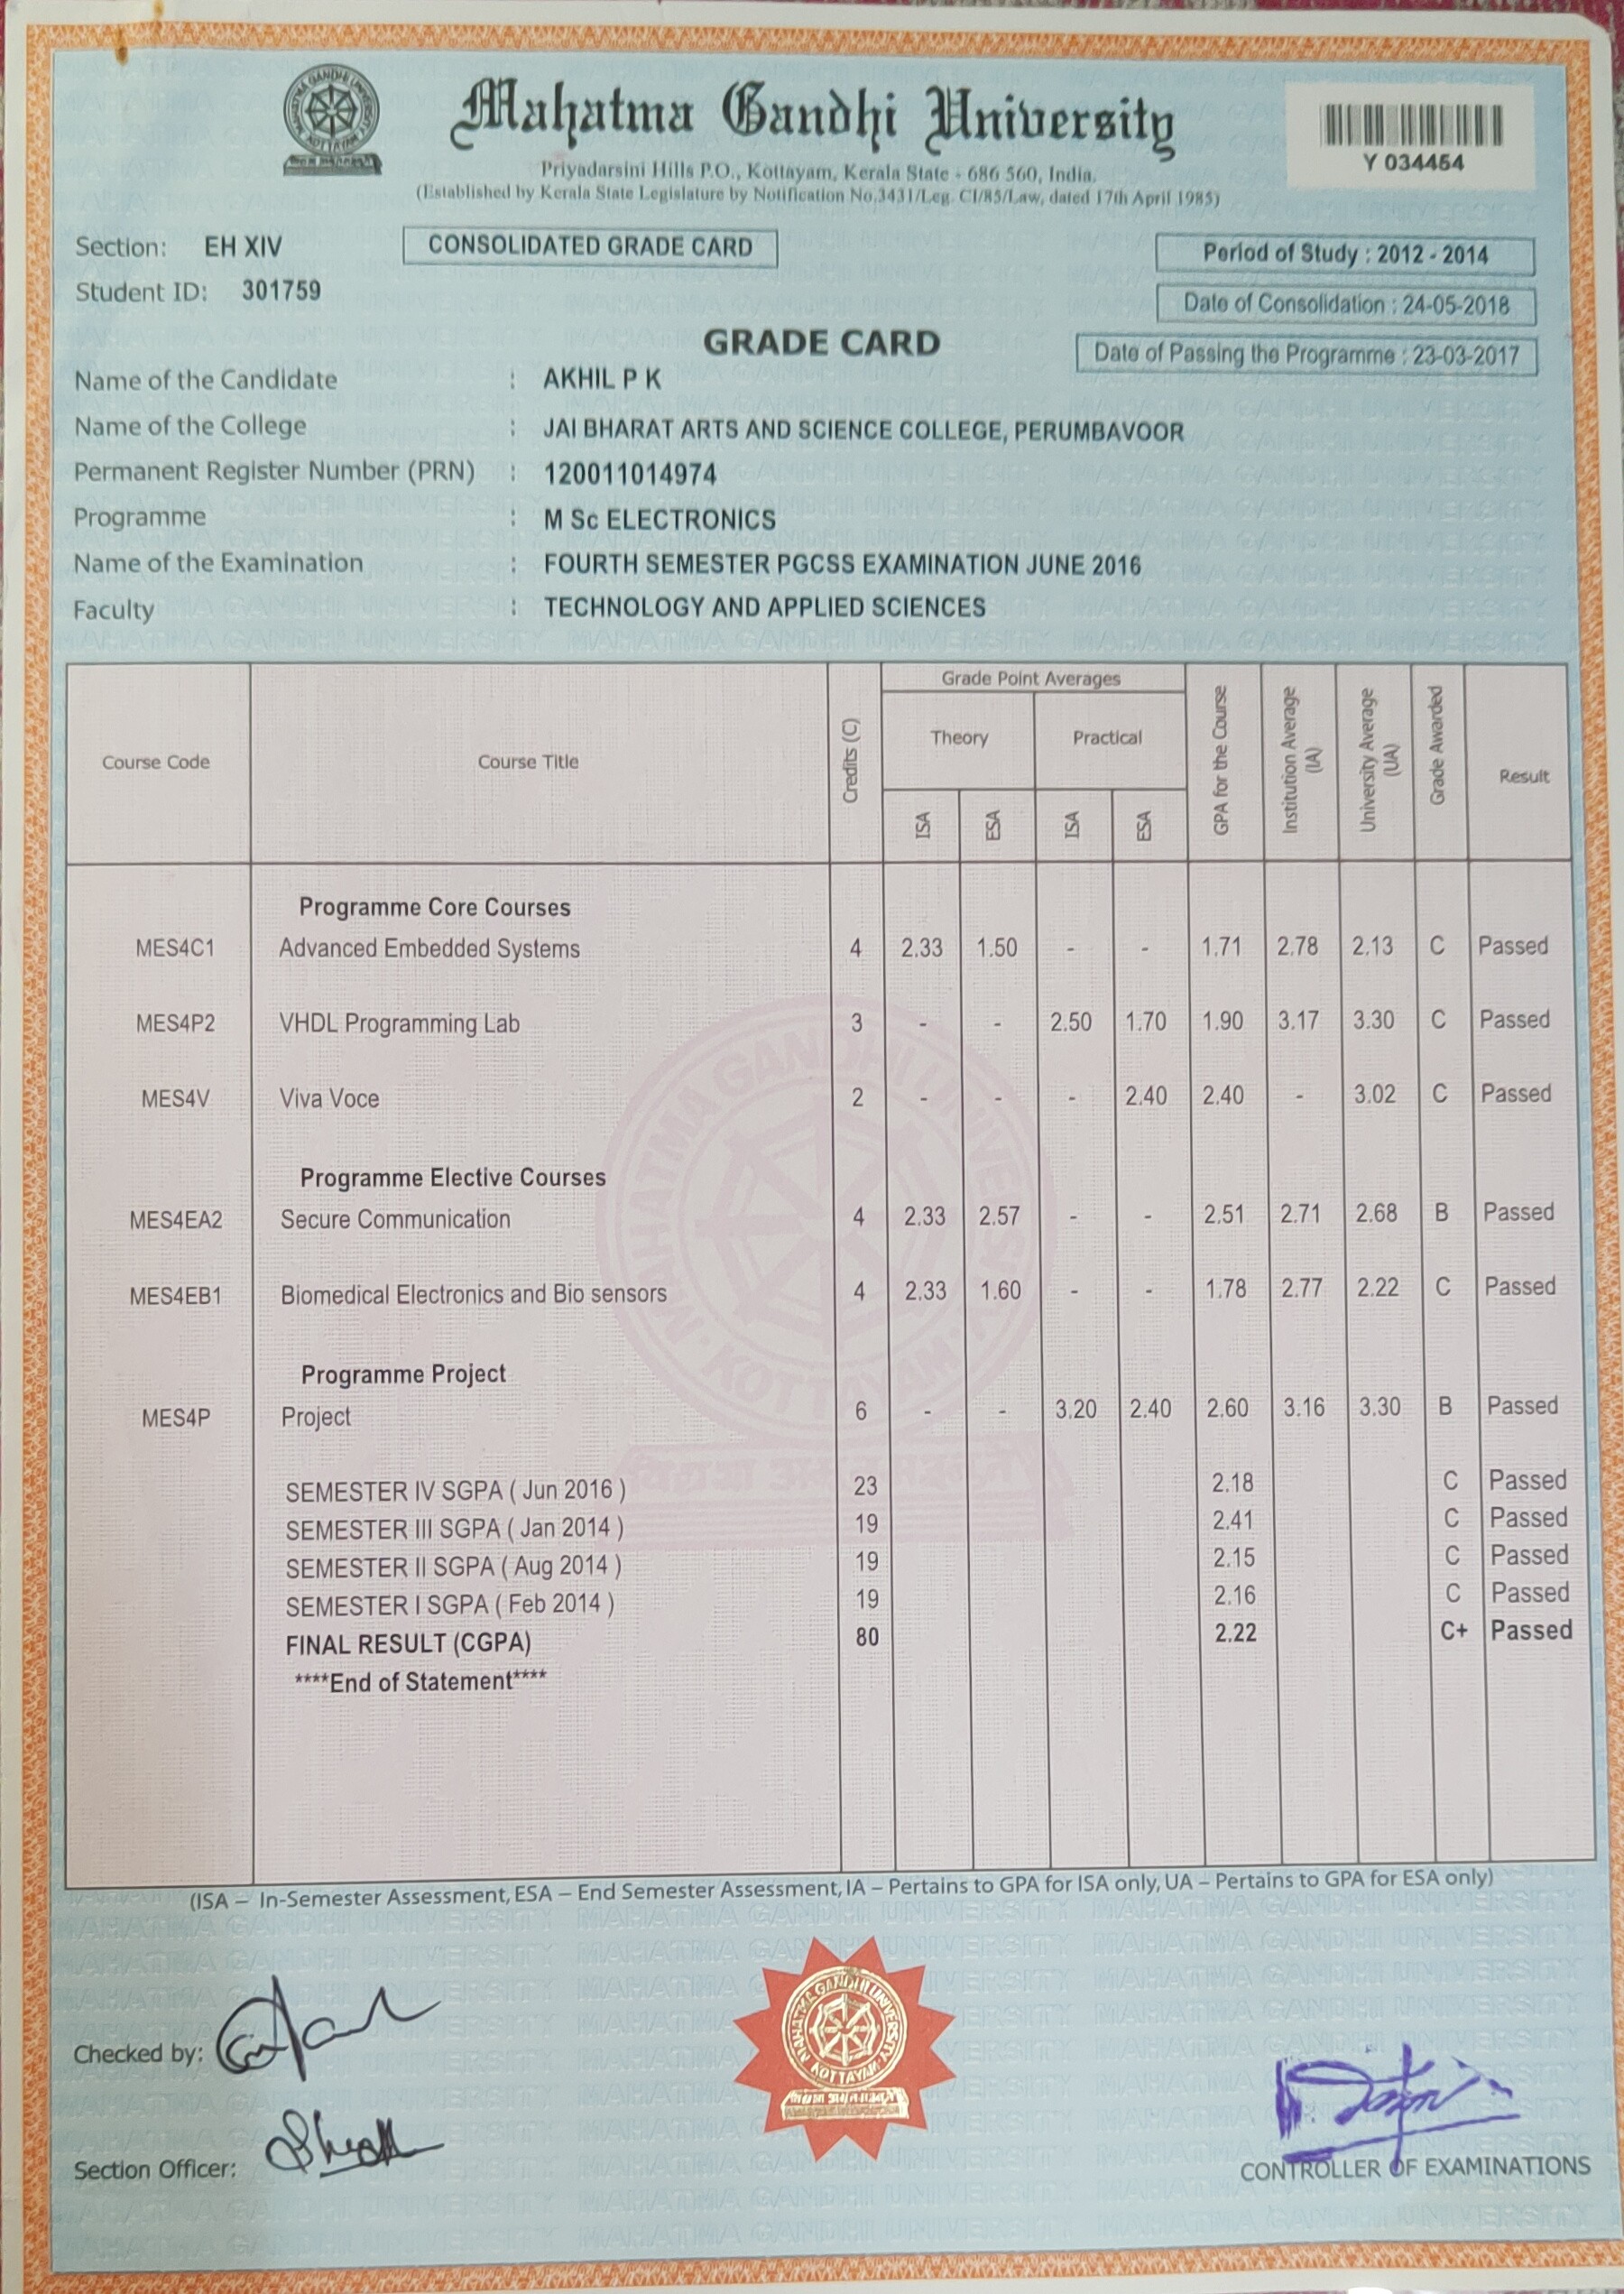 Mahatma Gandhi University
Priyadarsini Hills P.O., Kottayam, Kerala State - 686 560, India.
(Established by Kerala State Legislature by Notification No.3431/Leg. CI/85/Law, dated 17th April 1985)
Y 034454
Section: EH XIV
CONSOLIDATED GRADE CARD
Period of Study : 2012 - 2014
Student ID: 301759
Date of Consolidation : 24-05-2018
GRADE CARD
Date of Passing the Programme : 23-03-2017
Name of the Candidate : AKHIL P K
Name of the College : JAI BHARAT ARTS AND SCIENCE COLLEGE, PERUMBAVOOR
Permanent Register Number (PRN) : 120011014974
Programme : M Sc ELECTRONICS
Name of the Examination : FOURTH SEMESTER PGCSS EXAMINATION JUNE 2016
Faculty : TECHNOLOGY AND APPLIED SCIENCES
Course Code
Course Title
Credits (C)
Grade Point Averages
Theory
Practical
ISA
ESA
ISA
ESA
GPA for the Course
Institution Average (IA)
University Average (UA)
Grade Awarded
Result
Programme Core Courses
MES4C1 Advanced Embedded Systems 4 2.33 1.50 - - 1.71 2.78 2.13 C Passed
MES4P2 VHDL Programming Lab 3 - - 2.50 1.70 1.90 3.17 3.30 C Passed
MES4V Viva Voce 2 - - - 2.40 2.40 - 3.02 C Passed
Programme Elective Courses
MES4EA2 Secure Communication 4 2.33 2.57 - - 2.51 2.71 2.68 B Passed
MES4EB1 Biomedical Electronics and Bio sensors 4 2.33 1.60 - - 1.78 2.77 2.22 C Passed
Programme Project
MES4P Project 6 - - 3.20 2.40 2.60 3.16 3.30 B Passed
SEMESTER IV SGPA ( Jun 2016 ) 23 2.18 C Passed
SEMESTER III SGPA ( Jan 2014 ) 19 2.41 C Passed
SEMESTER II SGPA ( Aug 2014 ) 19 2.15 C Passed
SEMESTER I SGPA ( Feb 2014 ) 19 2.16 C Passed
FINAL RESULT (CGPA) 80 2.22 C+ Passed
****End of Statement****
(ISA – In-Semester Assessment, ESA – End Semester Assessment, IA – Pertains to GPA for ISA only, UA – Pertains to GPA for ESA only)
MAHATMA GANDHI UNIVERSITY
KOTTAYAM
Checked by:
Section Officer:
CONTROLLER OF EXAMINATIONS